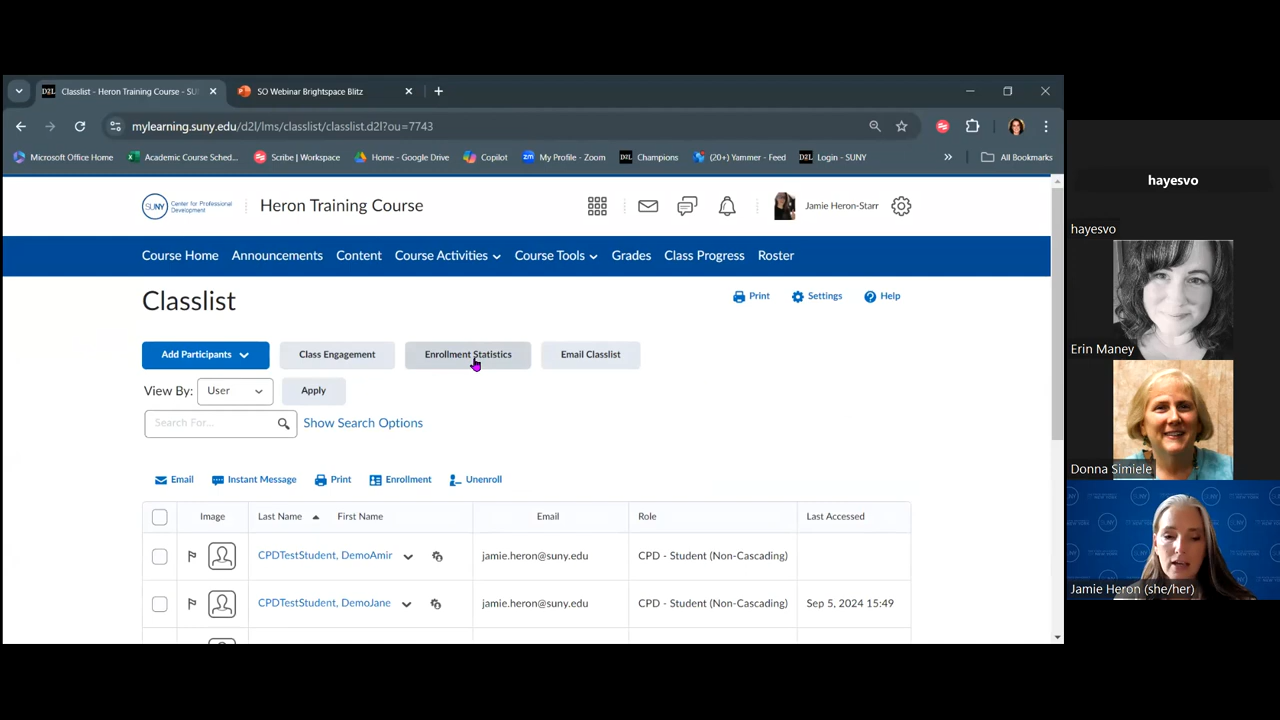 D2L Classlist - Heron Training Course - SU
SO Webinar Brightspace Blitz
mylearning.suny.edu/d2l/lms/classlist/classlist.d2l?ou=7743
Microsoft Office Home
Academic Course Sched...
Scribe | Workspace
Home - Google Drive
Copilot
zm My Profile - Zoom
D2L Champions
(20+) Yammer - Feed
D2L Login - SUNY
All Bookmarks
SUNY Center for Professional
Development
Heron Training Course
Jamie Heron-Starr
Course Home
Announcements
Content
Course Activities
Course Tools
Grades
Class Progress
Roster
Classlist
Print
Settings
Help
Add Participants
Class Engagement
Enrollment Statistics
Email Classlist
View By:
User
Apply
Search For...
Show Search Options
Email
Instant Message
Print
Enrollment
Unenroll
Image
Last Name
First Name
Email
Role
Last Accessed
CPDTestStudent, DemoAmir
jamie.heron@suny.edu
CPD - Student (Non-Cascading)
CPDTestStudent, DemoJane
jamie.heron@suny.edu
CPD - Student (Non-Cascading)
Sep 5, 2024 15:49
hayesvo
hayesvo
Erin Maney
Donna Simiele
Jamie Heron (she/her)